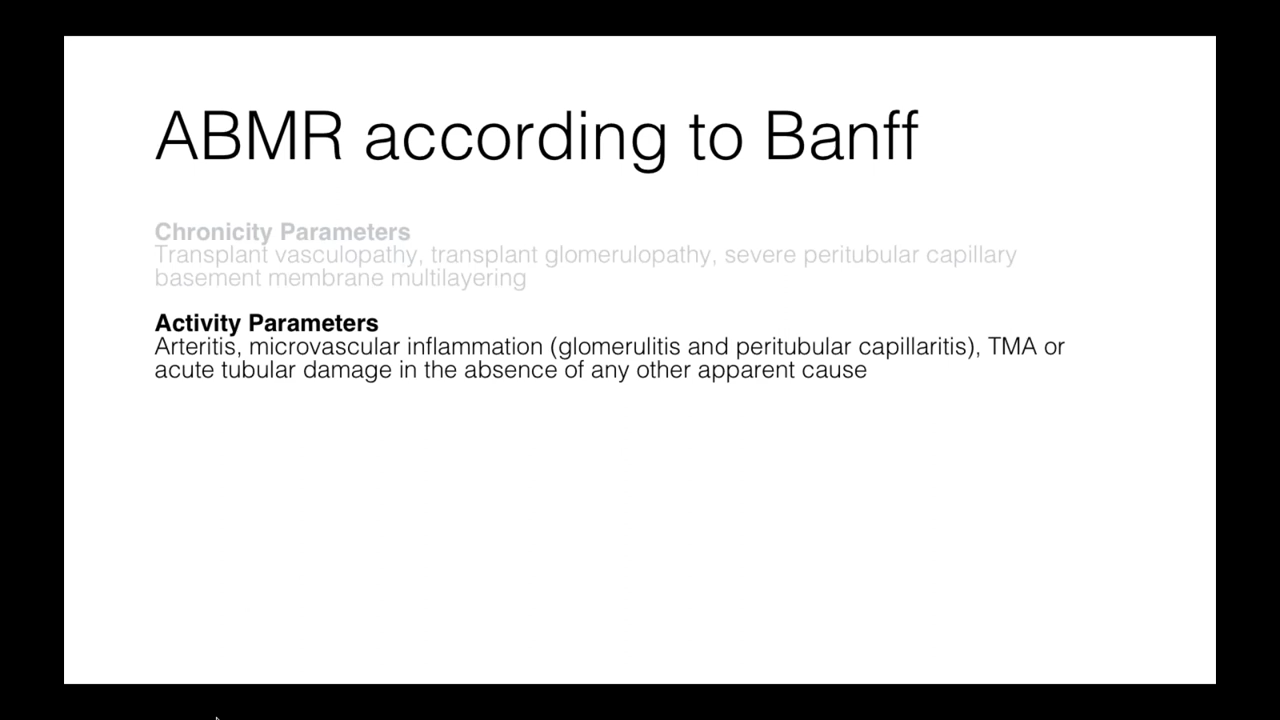 ABMR according to Banff
Chronicity Parameters
Transplant vasculopathy, transplant glomerulopathy, severe peritubular capillary
basement membrane multilayering
Activity Parameters
Arteritis, microvascular inflammation (glomerulitis and peritubular capillaritis), TMA or
acute tubular damage in the absence of any other apparent cause